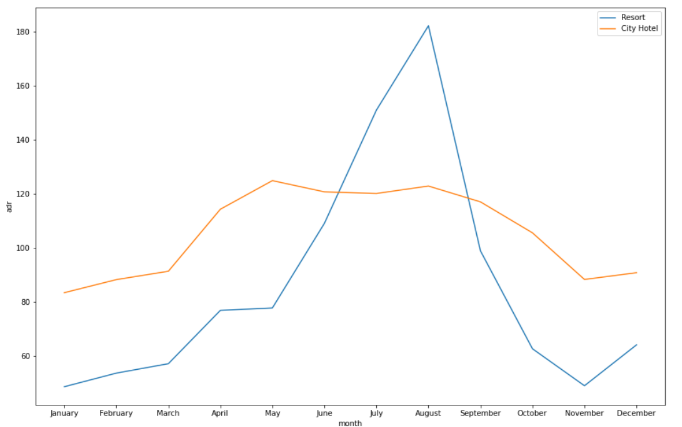 Resort
City Hotel
180
160
140
120
100
80
60
adr
January February March April May June July August September October November December
month